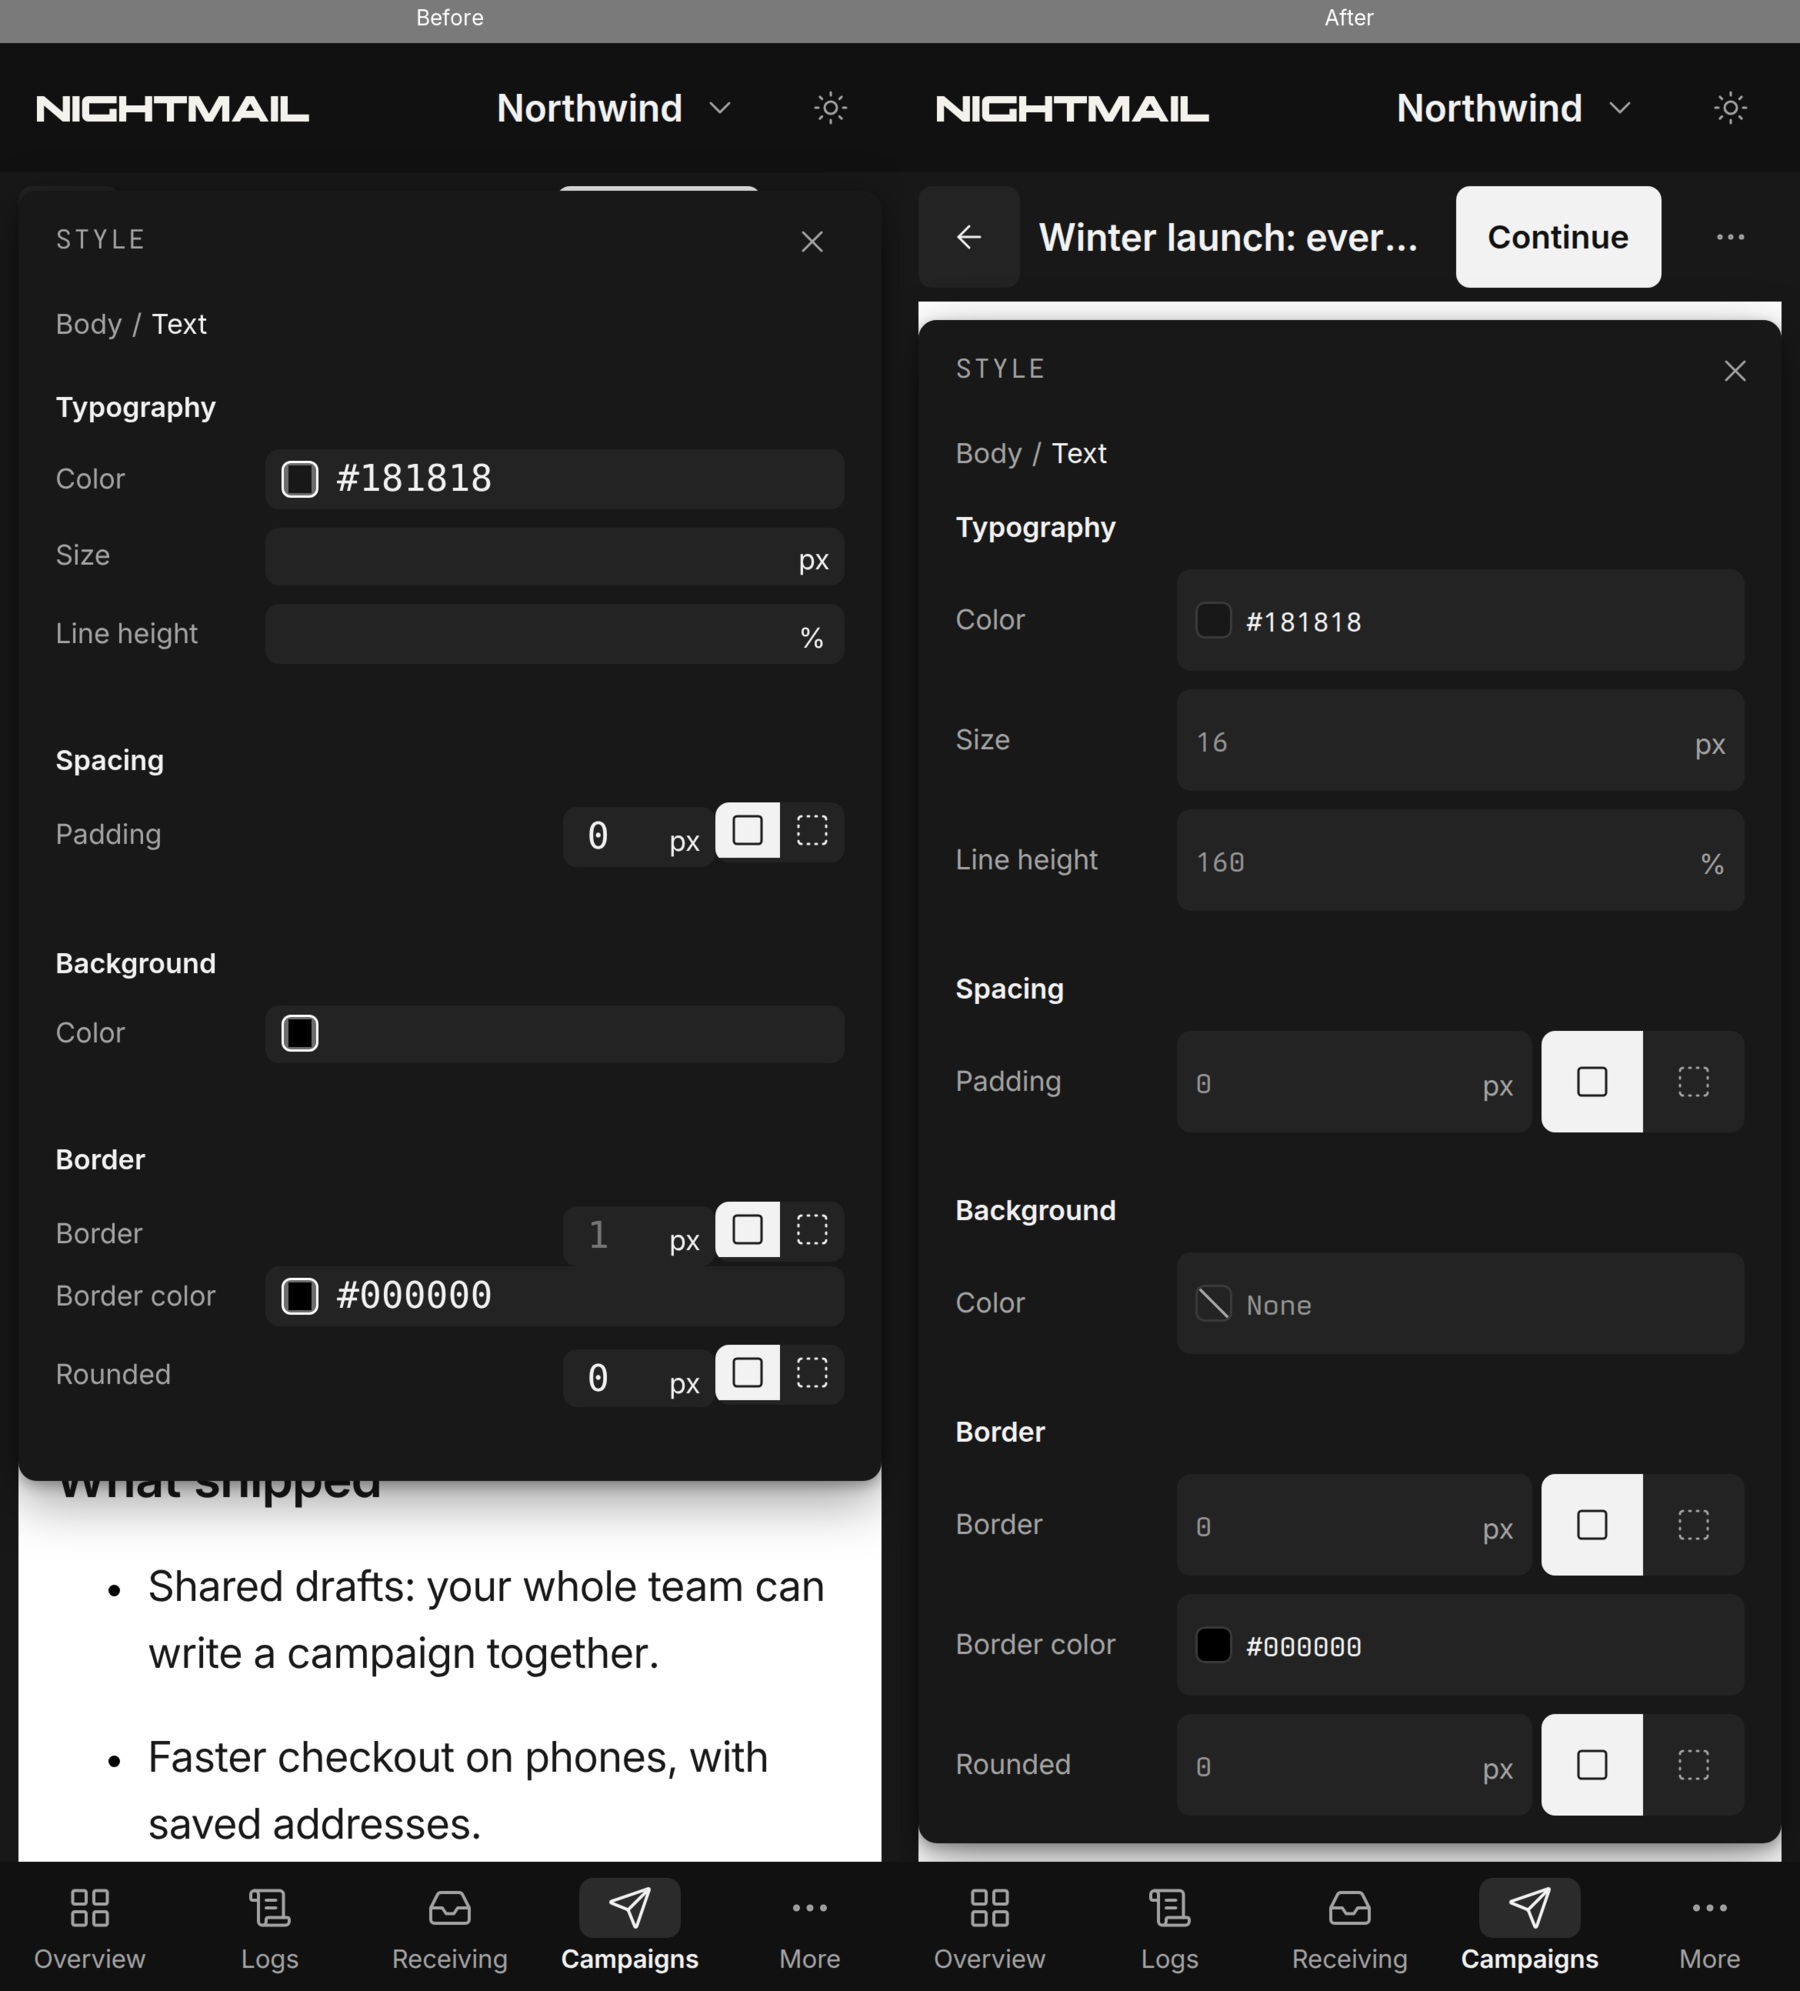 Before
NIGHTMAIL
Northwind
STYLE
Body / Text
Typography
Color
#181818
Size
px
Line height
%
Spacing
Padding
0 px
Background
Color
Border
Border
1 px
Border color
#000000
Rounded
0 px
What shipped
• Shared drafts: your whole team can
write a campaign together.
• Faster checkout on phones, with
saved addresses.
Overview
Logs
Receiving
Campaigns
More
After
NIGHTMAIL
Northwind
Winter launch: ever...
Continue
STYLE
Body / Text
Typography
Color
#181818
Size
16 px
Line height
160 %
Spacing
Padding
0 px
Background
Color
None
Border
Border
0 px
Border color
#000000
Rounded
0 px
Overview
Logs
Receiving
Campaigns
More